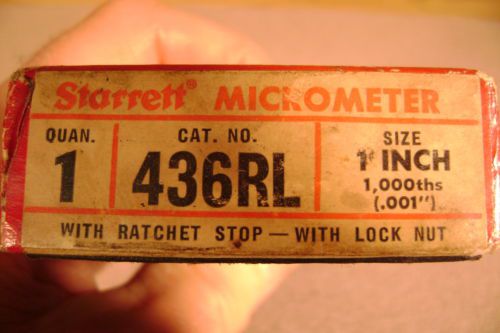 Starrett® MICROMETER
QUAN. CAT. NO. SIZE
1 436RL 1 INCH
1,000ths
(.001")
WITH RATCHET STOP — WITH LOCK NUT